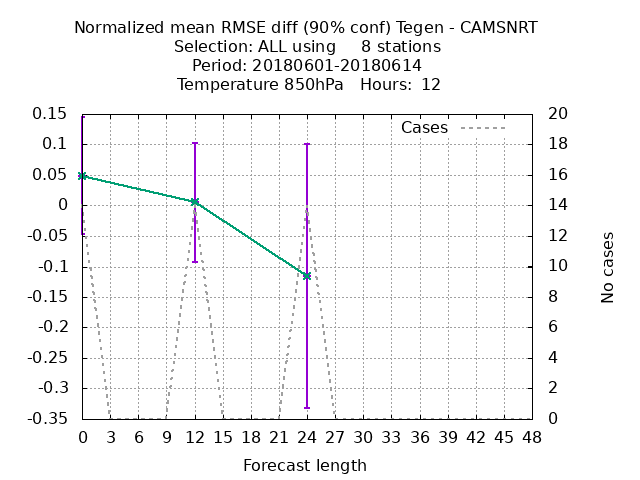 Normalized mean RMSE diff (90% conf) Tegen - CAMSNRT
Selection: ALL using     8 stations
Period: 20180601-20180614
Temperature 850hPa   Hours:  12
Cases
0.15
0.1
0.05
0
-0.05
-0.1
-0.15
-0.2
-0.25
-0.3
-0.35
20
18
16
14
12
10
8
6
4
2
0
No cases
0 3 6 9 12 15 18 21 24 27 30 33 36 39 42 45 48
Forecast length